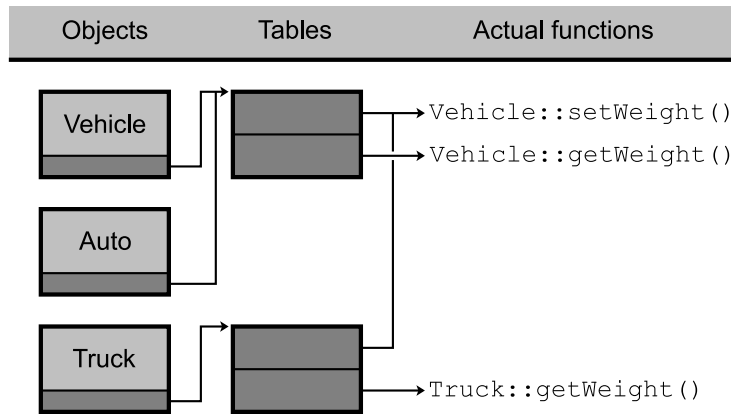 Objects Tables Actual functions
Vehicle
Vehicle::setWeight()
Vehicle::getWeight()
Auto
Truck
Truck::getWeight()